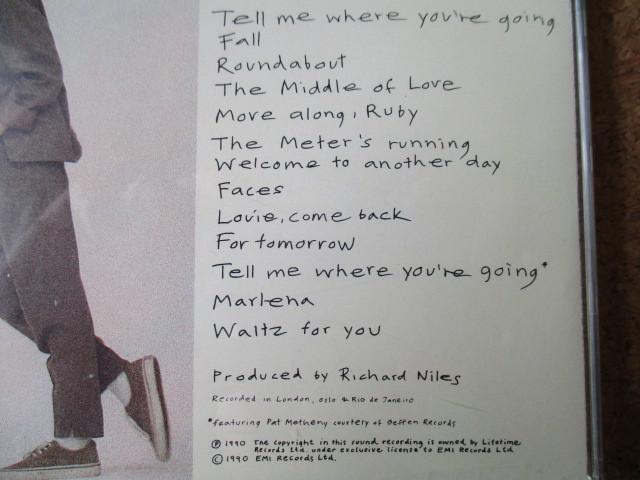 Tell me where you're going
Fall
Roundabout
The Middle of Love
Move along, Ruby
The Meter's running
Welcome to another day
Faces
Louie, come back
For tomorrow
Tell me where you're going*
Marlena
Waltz for you
Produced by Richard Niles
Recorded in London, Oslo & Rio de Janeiro
*featuring Pat Metheny courtesy of Geffen Records
Ⓟ 1990 The copyright in this sound recording is owned by Lifetime
Records Ltd. under exclusive license to EMI Records Ltd
© 1990 EMI Records Ltd.